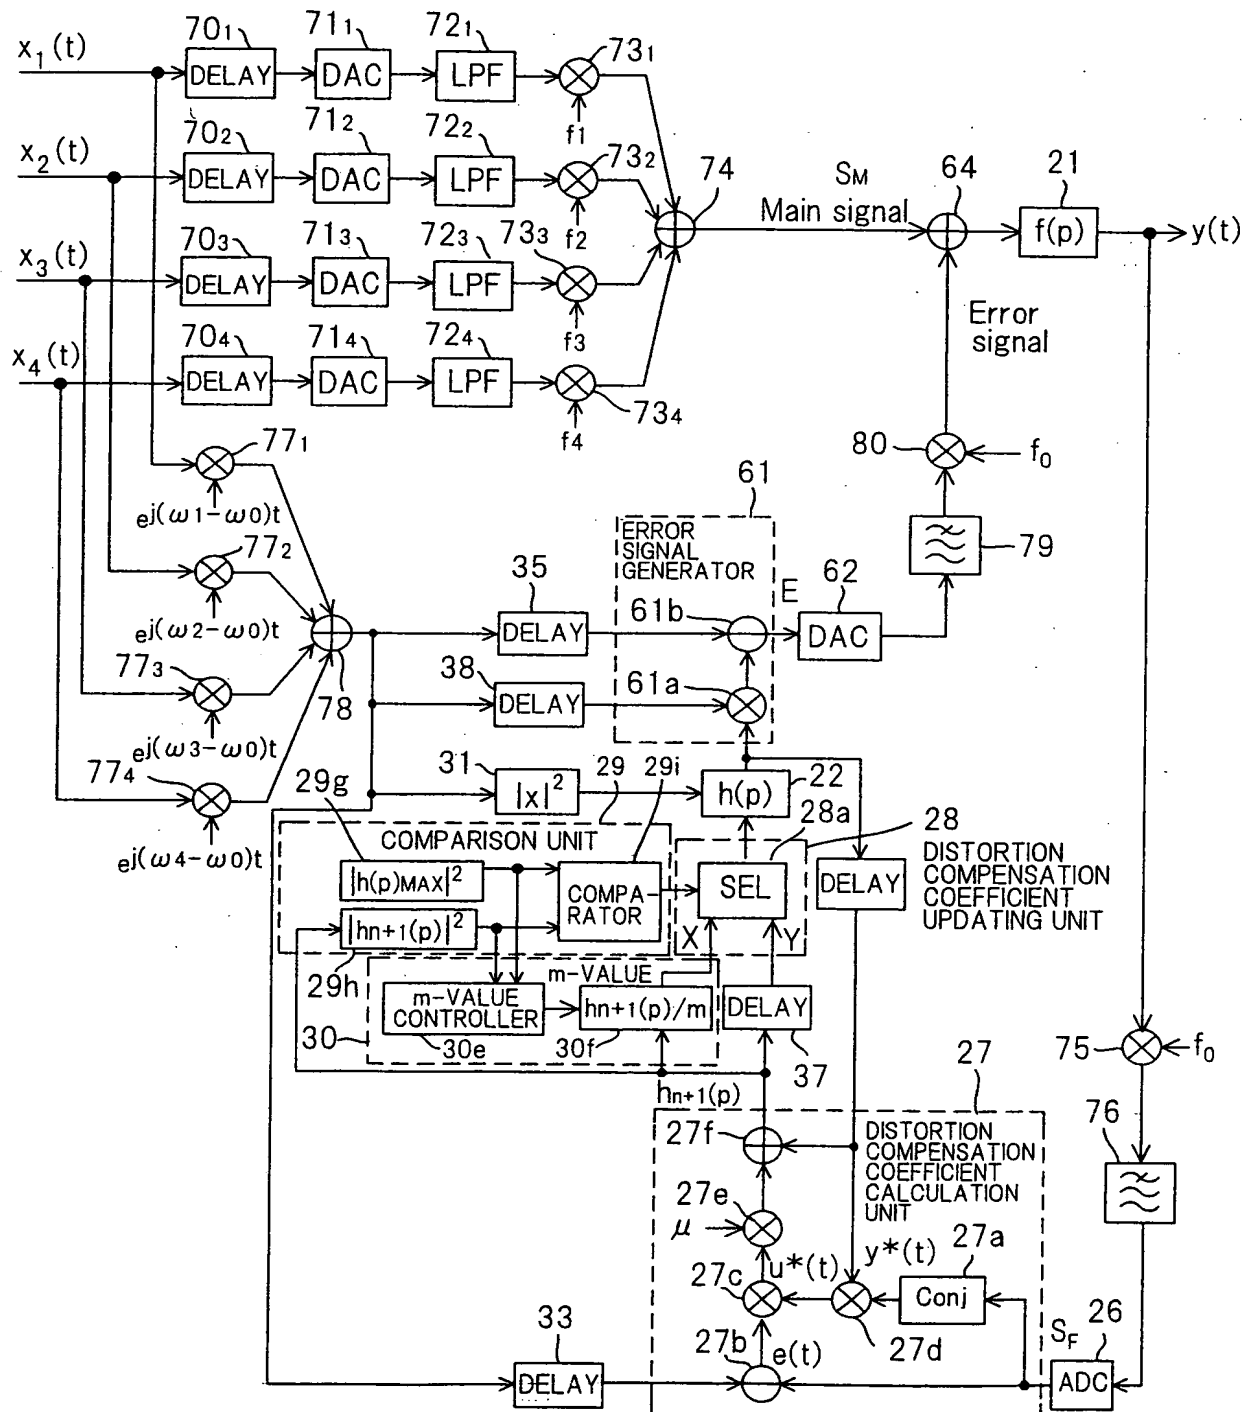 x1(t)
701
DELAY
711
DAC
721
LPF
731
f1
x2(t)
702
DELAY
712
DAC
722
LPF
732
f2
74
SM
Main signal
64
21
f(p)
y(t)
x3(t)
703
DELAY
713
DAC
723
LPF
733
f3
Error
signal
x4(t)
704
DELAY
714
DAC
724
LPF
734
f4
80
f0
79
771
ej(ω1-ω0)t
772
ej(ω2-ω0)t
773
ej(ω3-ω0)t
774
ej(ω4-ω0)t
78
61
ERROR
SIGNAL
GENERATOR
35
DELAY
61b
E
62
DAC
38
DELAY
61a
31
|x|2
29
29i
22
h(p)
28a
28
29g
COMPARISON UNIT
|h(p)MAX|2
COMPA-
RATOR
SEL
DELAY
DISTORTION
COMPENSATION
COEFFICIENT
UPDATING UNIT
|hn+1(p)|2
X
Y
29h
m-VALUE
m-VALUE
CONTROLLER
hn+1(p)/m
DELAY
30
30e
30f
37
75
f0
hn+1(p)
27
27f
DISTORTION
COMPENSATION
COEFFICIENT
CALCULATION
UNIT
76
27e
μ
27c
u*(t)
y*(t)
27a
Conj
27d
33
DELAY
27b
e(t)
SF
26
ADC